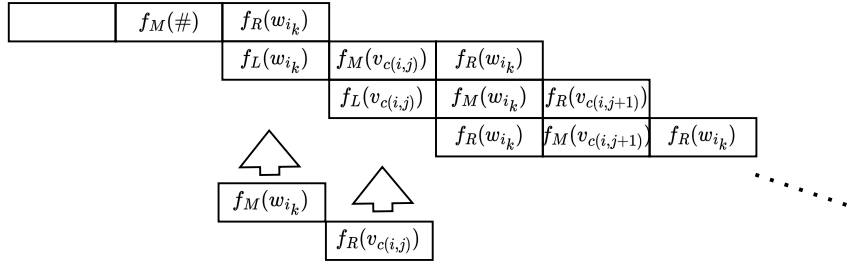 f_M(#) f_R(w_{i_k})
f_L(w_{i_k}) f_M(v_{c(i,j)}) f_R(w_{i_k})
f_L(v_{c(i,j)}) f_M(w_{i_k}) f_R(v_{c(i,j+1)})
f_R(w_{i_k}) f_M(v_{c(i,j+1)}) f_R(w_{i_k})
f_M(w_{i_k})
f_R(v_{c(i,j)})